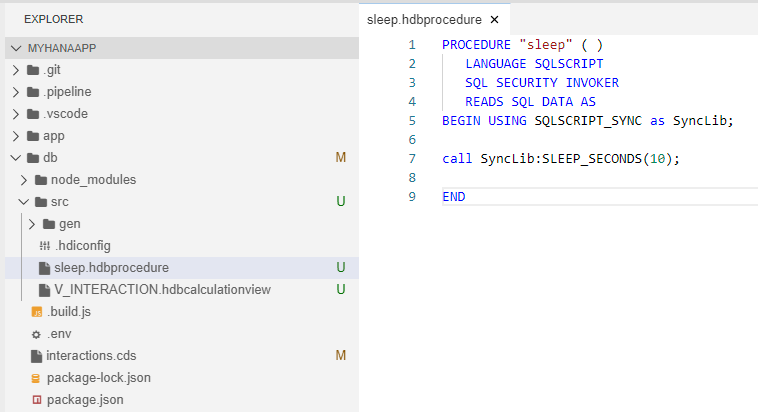 EXPLORER
MYHANAAPP
.git
.pipeline
.vscode
app
db M
node_modules
src U
gen
.hdiconfig
sleep.hdbprocedure U
V_INTERACTION.hdbcalculationview U
JS .build.js
.env
interactions.cds M
package-lock.json
package.json
sleep.hdbprocedure ×
1 PROCEDURE "sleep" ( )
2 LANGUAGE SQLSCRIPT
3 SQL SECURITY INVOKER
4 READS SQL DATA AS
5 BEGIN USING SQLSCRIPT_SYNC as SyncLib;
6
7 call SyncLib:SLEEP_SECONDS(10);
8
9 END